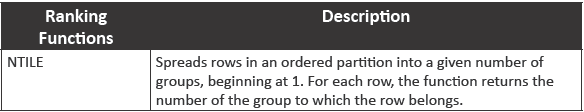 Ranking
Functions
Description
NTILE
Spreads rows in an ordered partition into a given number of
groups, beginning at 1. For each row, the function returns the
number of the group to which the row belongs.